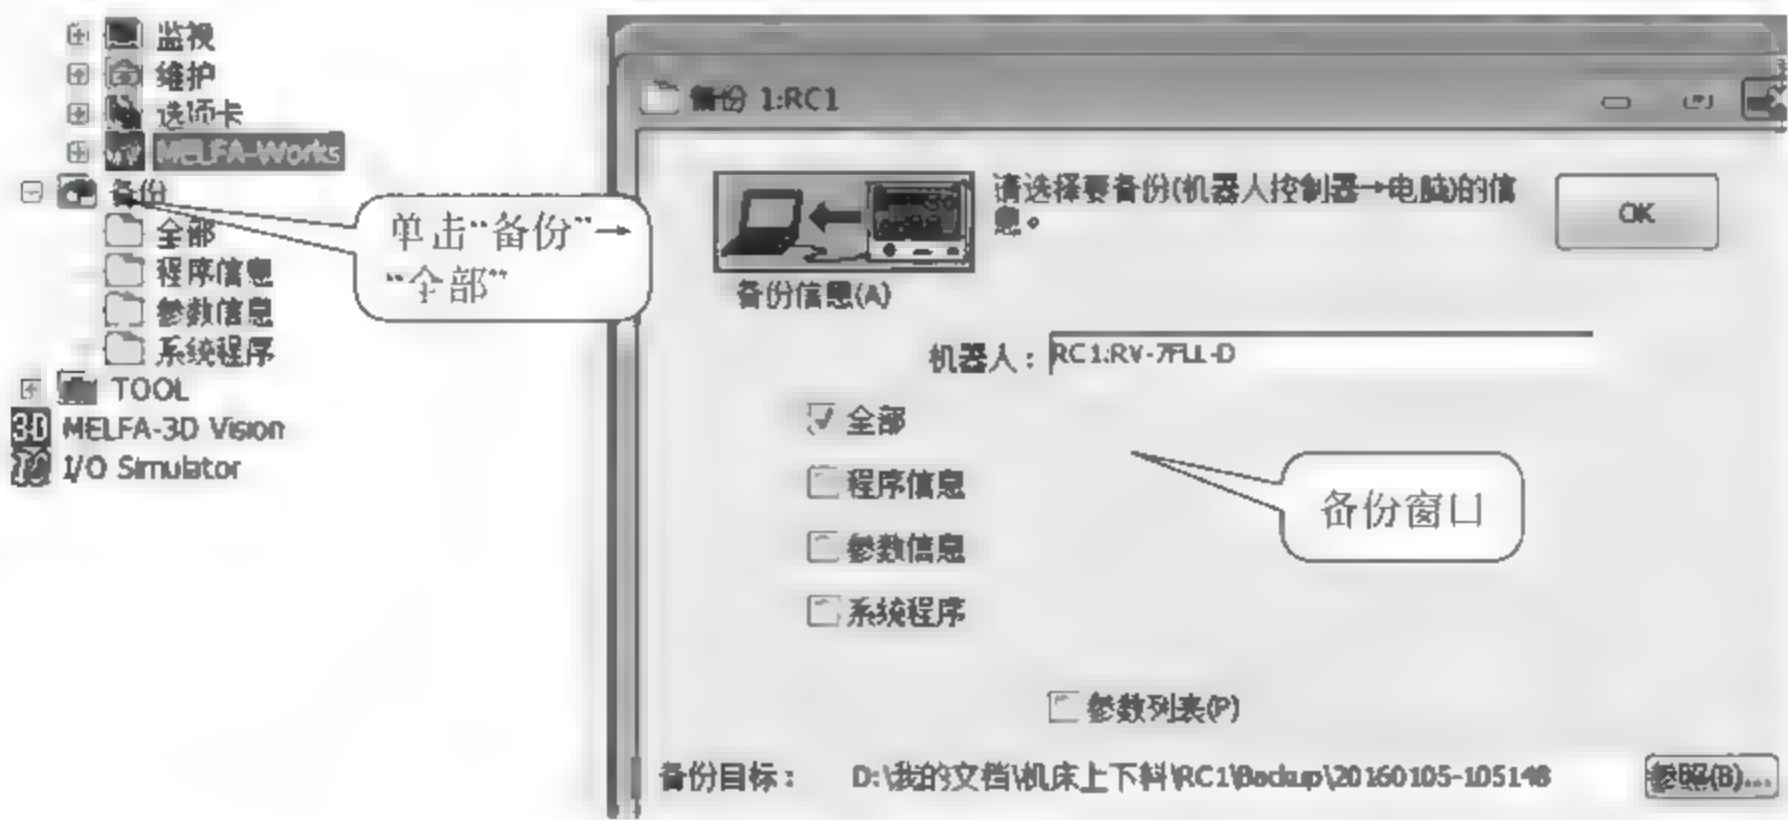 监视
维护
选项卡
MELFA-Works
备份
全部
程序信息
参数信息
系统程序
TOOL
3D MELFA-3D Vision
I/O Simulator
单击“备份”→
“全部”
备份 1:RC1
请选择要备份(机器人控制器→电脑)的信
息。
OK
备份信息(A)
机器人：
RC1:RV-7FLL-D
全部
程序信息
参数信息
系统程序
备份窗口
参数列表(P)
备份目标： D:\我的文档\机床上下料\RC1\Backup\20160105-105148
参照(B)...